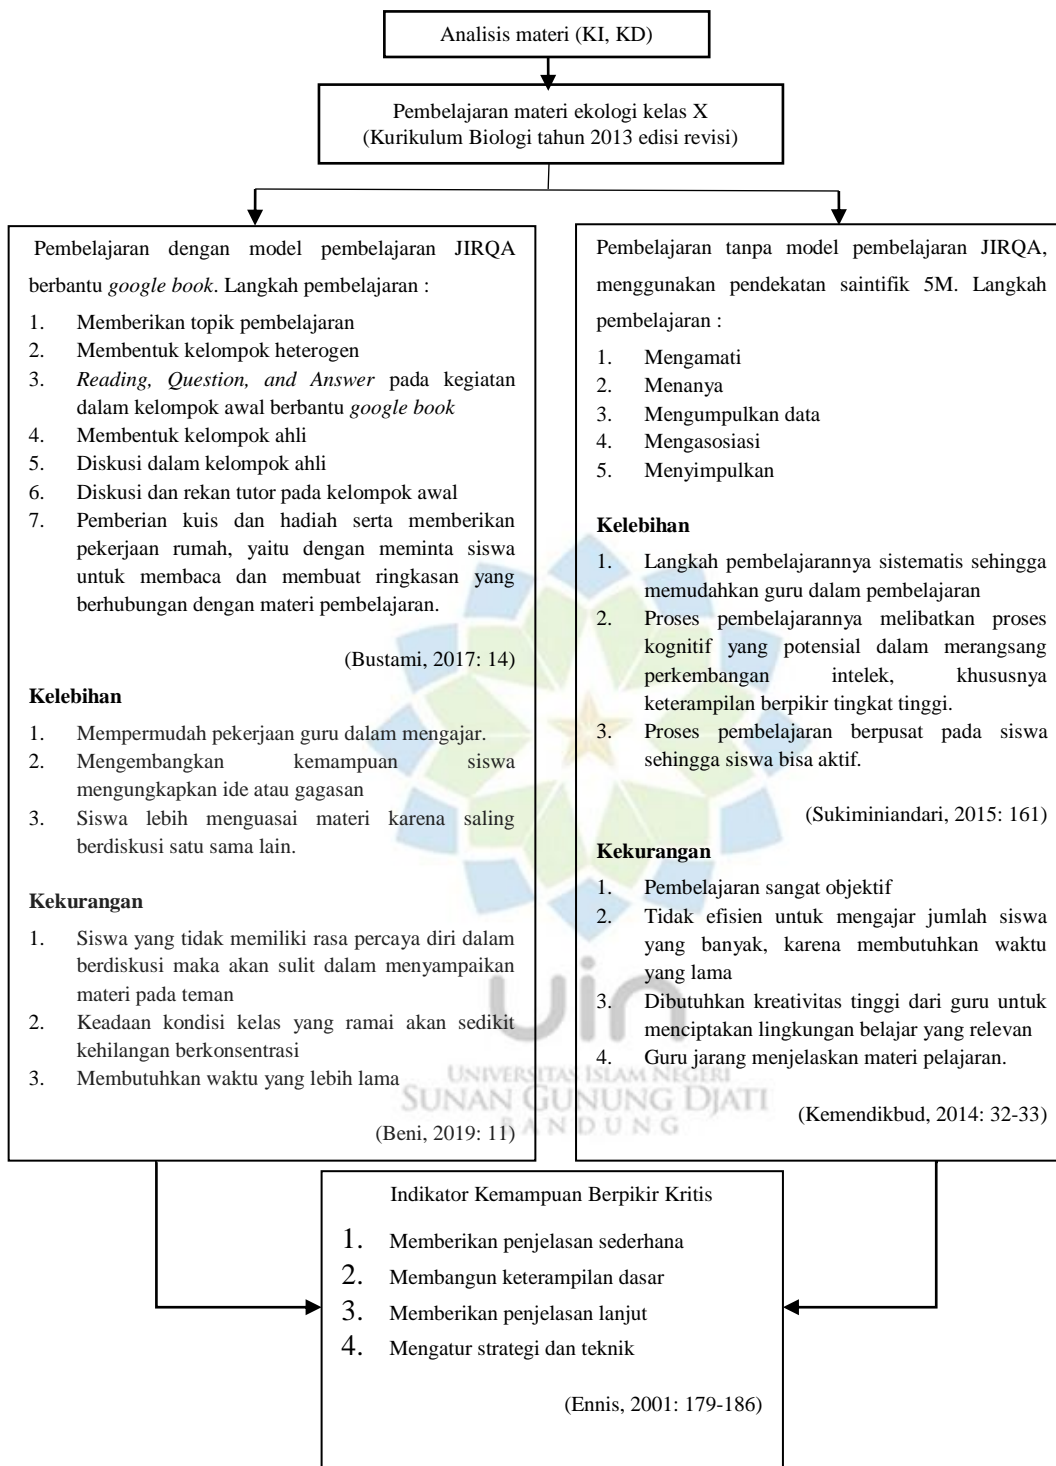 Analisis materi (KI, KD)
Pembelajaran materi ekologi kelas X
(Kurikulum Biologi tahun 2013 edisi revisi)
Pembelajaran dengan model pembelajaran JIRQA
berbantu google book. Langkah pembelajaran :
1. Memberikan topik pembelajaran
2. Membentuk kelompok heterogen
3. Reading, Question, and Answer pada kegiatan
dalam kelompok awal berbantu google book
4. Membentuk kelompok ahli
5. Diskusi dalam kelompok ahli
6. Diskusi dan rekan tutor pada kelompok awal
7. Pemberian kuis dan hadiah serta memberikan
pekerjaan rumah, yaitu dengan meminta siswa
untuk membaca dan membuat ringkasan yang
berhubungan dengan materi pembelajaran.
(Bustami, 2017: 14)
Kelebihan
1. Mempermudah pekerjaan guru dalam mengajar.
2. Mengembangkan kemampuan siswa
mengungkapkan ide atau gagasan
3. Siswa lebih menguasai materi karena saling
berdiskusi satu sama lain.
Kekurangan
1. Siswa yang tidak memiliki rasa percaya diri dalam
berdiskusi maka akan sulit dalam menyampaikan
materi pada teman
2. Keadaan kondisi kelas yang ramai akan sedikit
kehilangan berkonsentrasi
3. Membutuhkan waktu yang lebih lama
(Beni, 2019: 11)
Pembelajaran tanpa model pembelajaran JIRQA,
menggunakan pendekatan saintifik 5M. Langkah
pembelajaran :
1. Mengamati
2. Menanya
3. Mengumpulkan data
4. Mengasosiasi
5. Menyimpulkan
Kelebihan
1. Langkah pembelajarannya sistematis sehingga
memudahkan guru dalam pembelajaran
2. Proses pembelajarannya melibatkan proses
kognitif yang potensial dalam merangsang
perkembangan intelek, khususnya
keterampilan berpikir tingkat tinggi.
3. Proses pembelajaran berpusat pada siswa
sehingga siswa bisa aktif.
(Sukiminiandari, 2015: 161)
Kekurangan
1. Pembelajaran sangat objektif
2. Tidak efisien untuk mengajar jumlah siswa
yang banyak, karena membutuhkan waktu
yang lama
3. Dibutuhkan kreativitas tinggi dari guru untuk
menciptakan lingkungan belajar yang relevan
4. Guru jarang menjelaskan materi pelajaran.
(Kemendikbud, 2014: 32-33)
uin
UNIVERSITAS ISLAM NEGERI
SUNAN GUNUNG DJATI
BANDUNG
Indikator Kemampuan Berpikir Kritis
1. Memberikan penjelasan sederhana
2. Membangun keterampilan dasar
3. Memberikan penjelasan lanjut
4. Mengatur strategi dan teknik
(Ennis, 2001: 179-186)